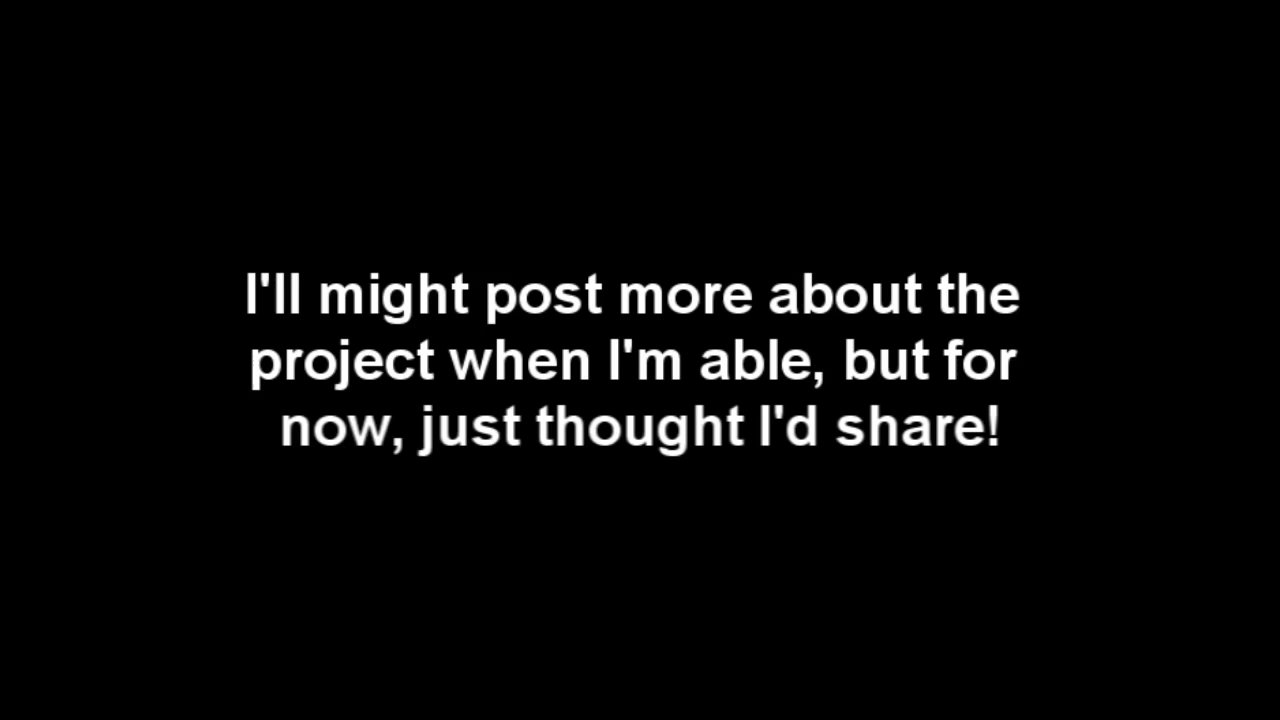 I'll might post more about the
project when I'm able, but for
now, just thought I'd share!